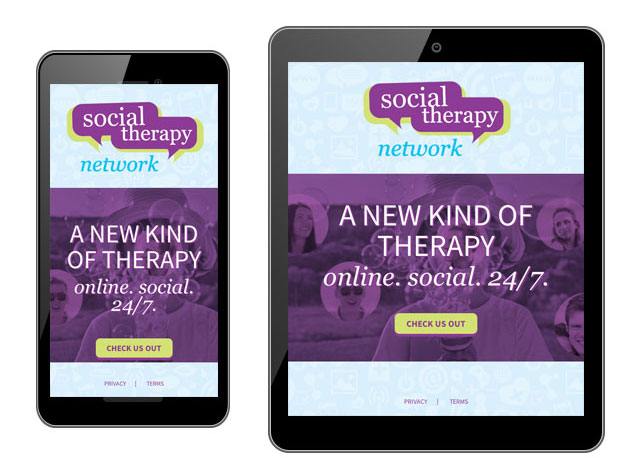 social
therapy
network
A NEW KIND
OF THERAPY
online. social.
24/7.
CHECK US OUT
PRIVACY | TERMS
social
therapy
network
A NEW KIND OF
THERAPY
online. social. 24/7.
CHECK US OUT
PRIVACY | TERMS